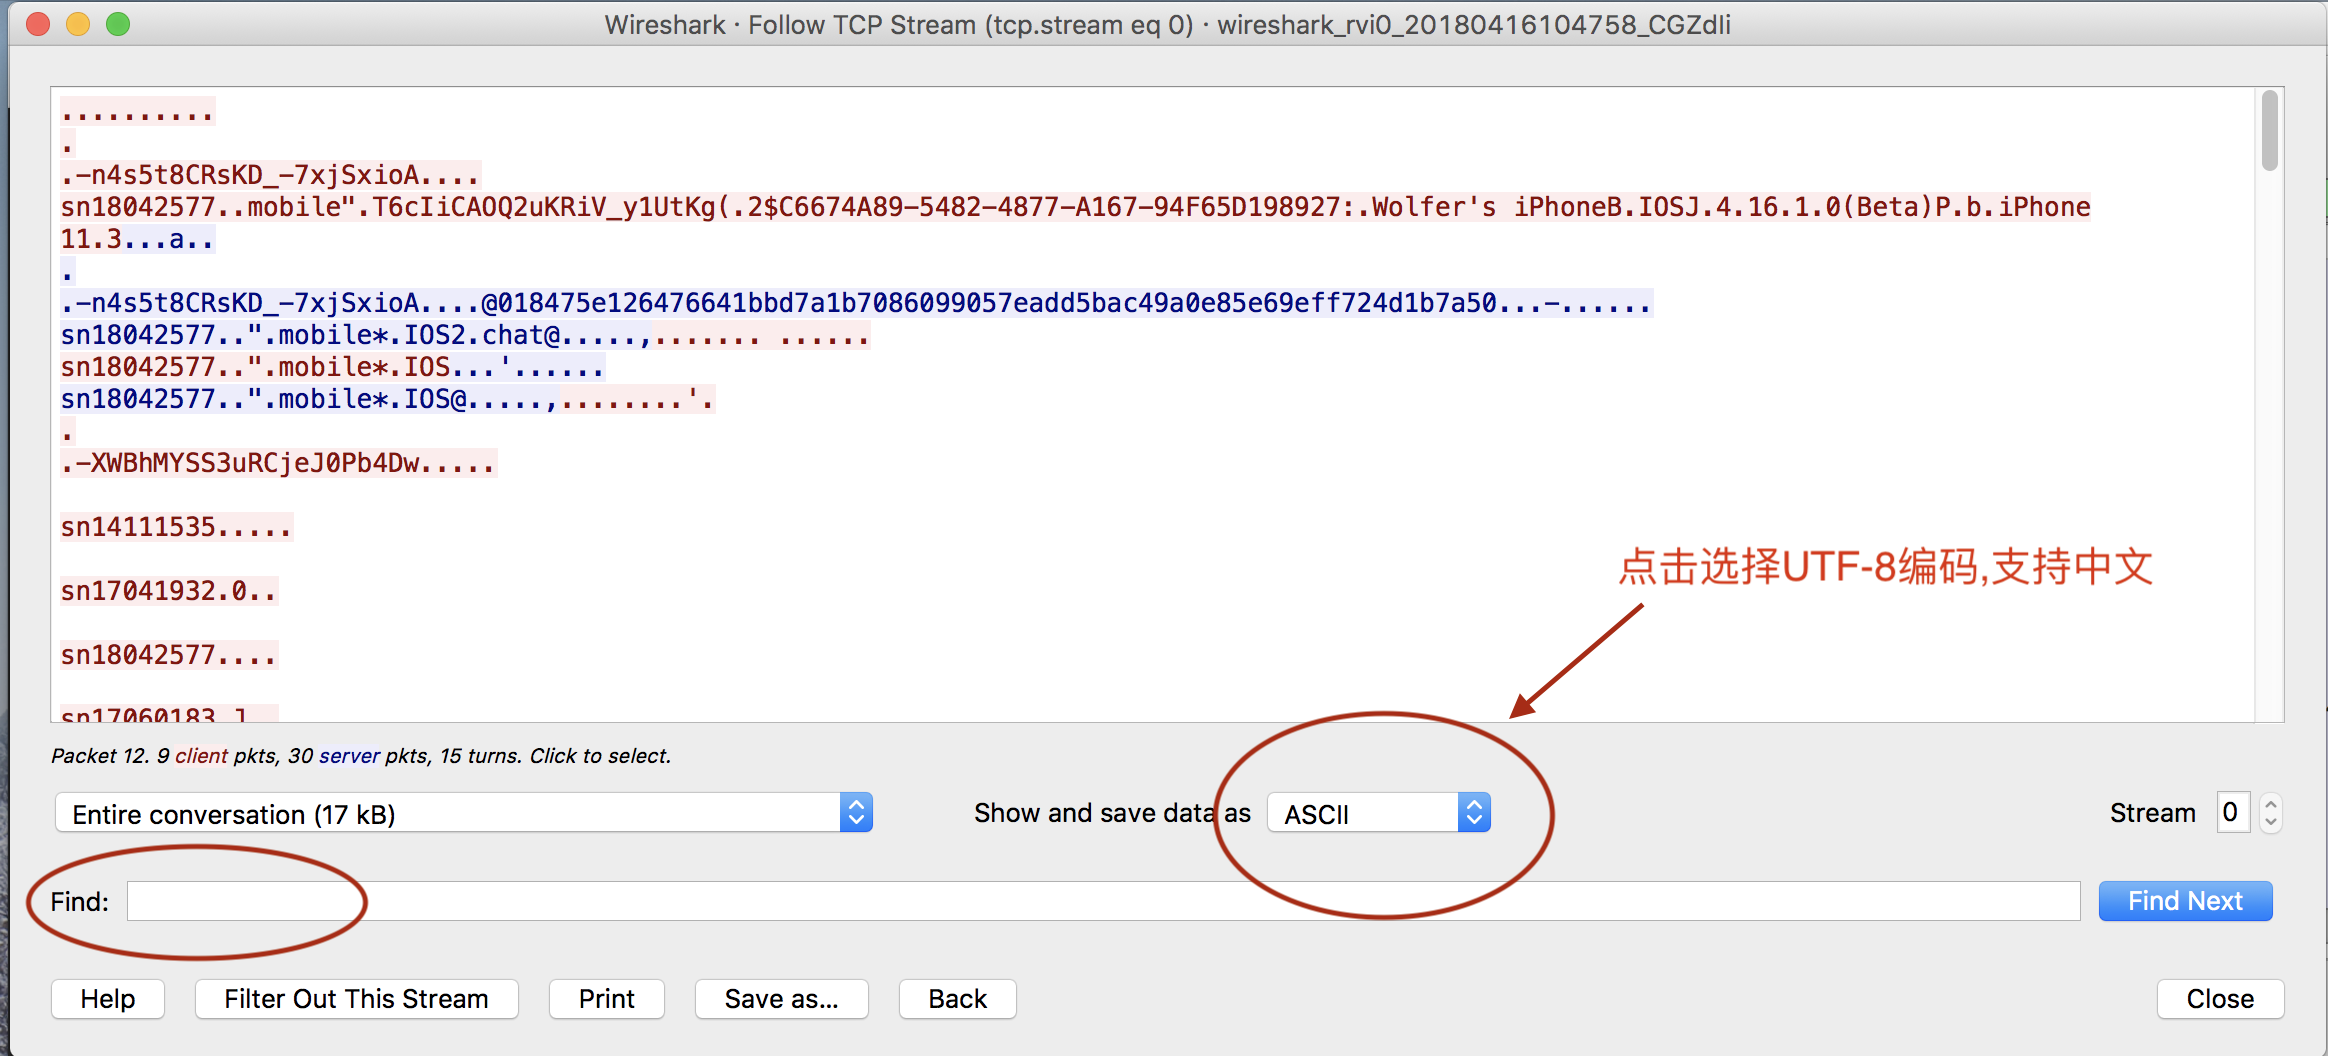 Wireshark · Follow TCP Stream (tcp.stream eq 0) · wireshark_rvi0_20180416104758_CGZdIi
..........
.
.-n4s5t8CRsKD_-7xjSxioA....
sn18042577..mobile".T6cIiCAOQ2uKRiV_y1UtKg(.2$C6674A89-5482-4877-A167-94F65D198927:.Wolfer's iPhoneB.IOSJ.4.16.1.0(Beta)P.b.iPhone
11.3...a..
.
.-n4s5t8CRsKD_-7xjSxioA....@018475e126476641bbd7a1b7086099057eadd5bac49a0e85e69eff724d1b7a50...-......
sn18042577..".mobile*.IOS2.chat@.....,....... ......
sn18042577..".mobile*.IOS...'......
sn18042577..".mobile*.IOS@.....,........'.
.
.-XWBhMYSS3uRCjeJ0Pb4Dw.....
sn14111535.....
sn17041932.0..
sn18042577....
sn17060183.J..
点击选择UTF-8编码,支持中文
Packet 12. 9 client pkts, 30 server pkts, 15 turns. Click to select.
Entire conversation (17 kB)
Show and save data as
ASCII
Stream
0
Find:
Find Next
Help
Filter Out This Stream
Print
Save as...
Back
Close